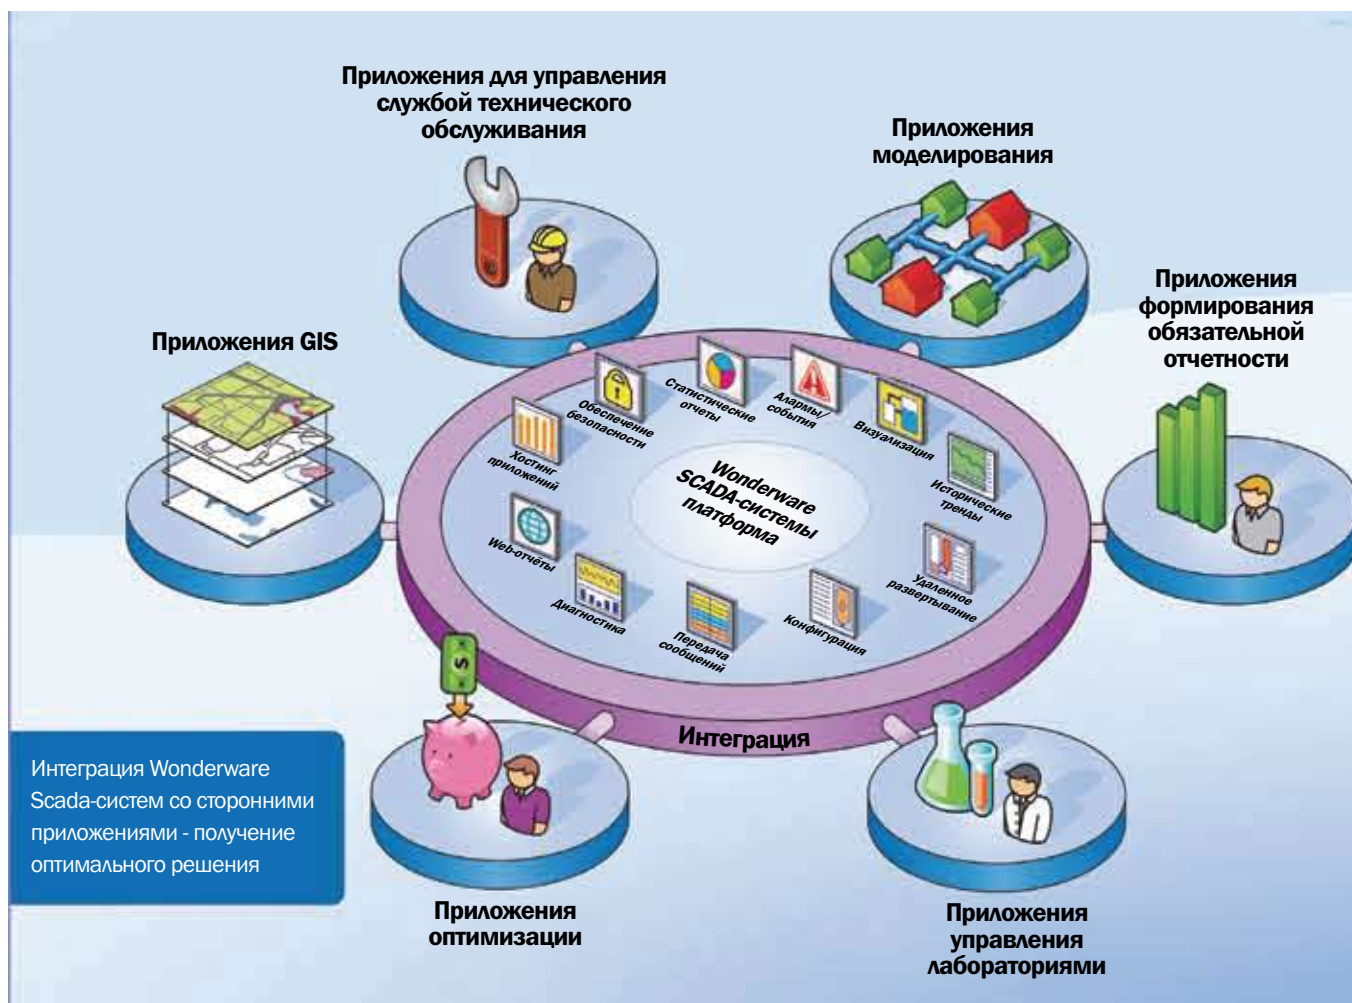 Приложения для управления
службой технического
обслуживания
Приложения
моделирования
Приложения
формирования
обязательной
отчетности
Приложения GIS
Обеспечение
безопасности
Статистические
отчеты
Алармы/
события
Визуализация
Исторические
тренды
Удаленное
развертывание
Конфигурация
Передача
сообщений
Диагностика
Web-отчёты
Хостинг
приложений
Wonderware
SCADA-системы
платформа
Интеграция
S
Интеграция Wonderware
Scada-систем со сторонними
приложениями - получение
оптимального решения
Приложения
оптимизации
Приложения
управления
лабораториями